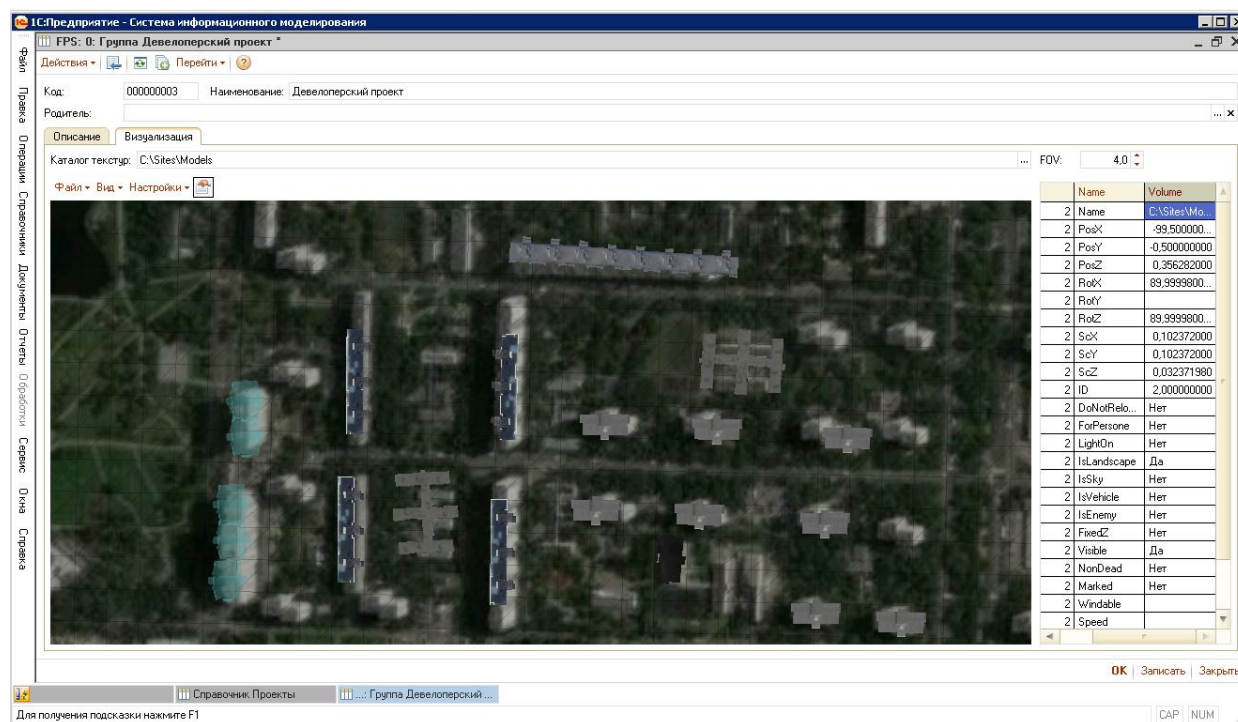 1С:Предприятие - Система информационного моделирования
FPS: 0: Группа Девелоперский проект *
Файл
Правка
Операции
Справочники
Документы
Отчеты
Обработки
Сервис
Окна
Справка
Действия Перейти
Код: 000000003 Наименование: Девелоперский проект
Родитель:
Описание Визуализация
Каталог текстур: C:\Sites\Models ... FOV: 4,0
Файл Вид Настройки
Name Volume
2 Name C:\Sites\Mo...
2 PosX -99,500000...
2 PosY -0,500000000
2 PosZ 0,356282000
2 RotX 89,9999800...
2 RotY
2 RotZ 89,9999800...
2 ScX 0,102372000
2 ScY 0,102372000
2 ScZ 0,032371980
2 ID 2,000000000
2 DoNotRelo... Нет
2 ForPersone Нет
2 LightOn Нет
2 IsLandscape Да
2 IsSky Нет
2 IsVehicle Нет
2 IsEnemy Нет
2 FixedZ Нет
2 Visible Да
2 NonDead Нет
2 Marked Нет
2 Windable
2 Speed
OK Записать Закрыть
Справочник Проекты ...: Группа Девелоперский ...
Для получения подсказки нажмите F1 CAP NUM